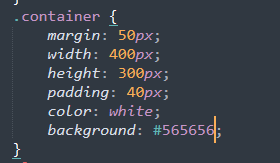 .container {
    margin: 50px;
    width: 400px;
    height: 300px;
    padding: 40px;
    color: white;
    background: #565656;
}